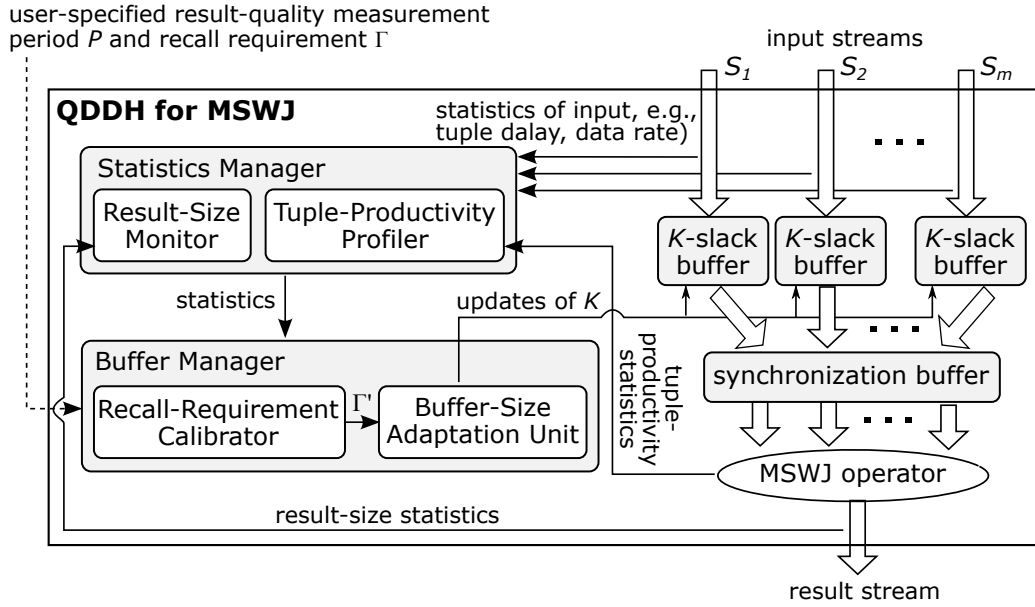 user-specified result-quality measurement
period P and recall requirement Γ
input streams
S1
S2
Sm
QDDH for MSWJ
statistics of input, e.g.,
tuple dalay, data rate)
Statistics Manager
Result-Size
Monitor
Tuple-Productivity
Profiler
K-slack
buffer
K-slack
buffer
K-slack
buffer
statistics
updates of K
Buffer Manager
Recall-Requirement
Calibrator
Γ'
Buffer-Size
Adaptation Unit
tuple-
productivity
statistics
synchronization buffer
MSWJ operator
result-size statistics
result stream